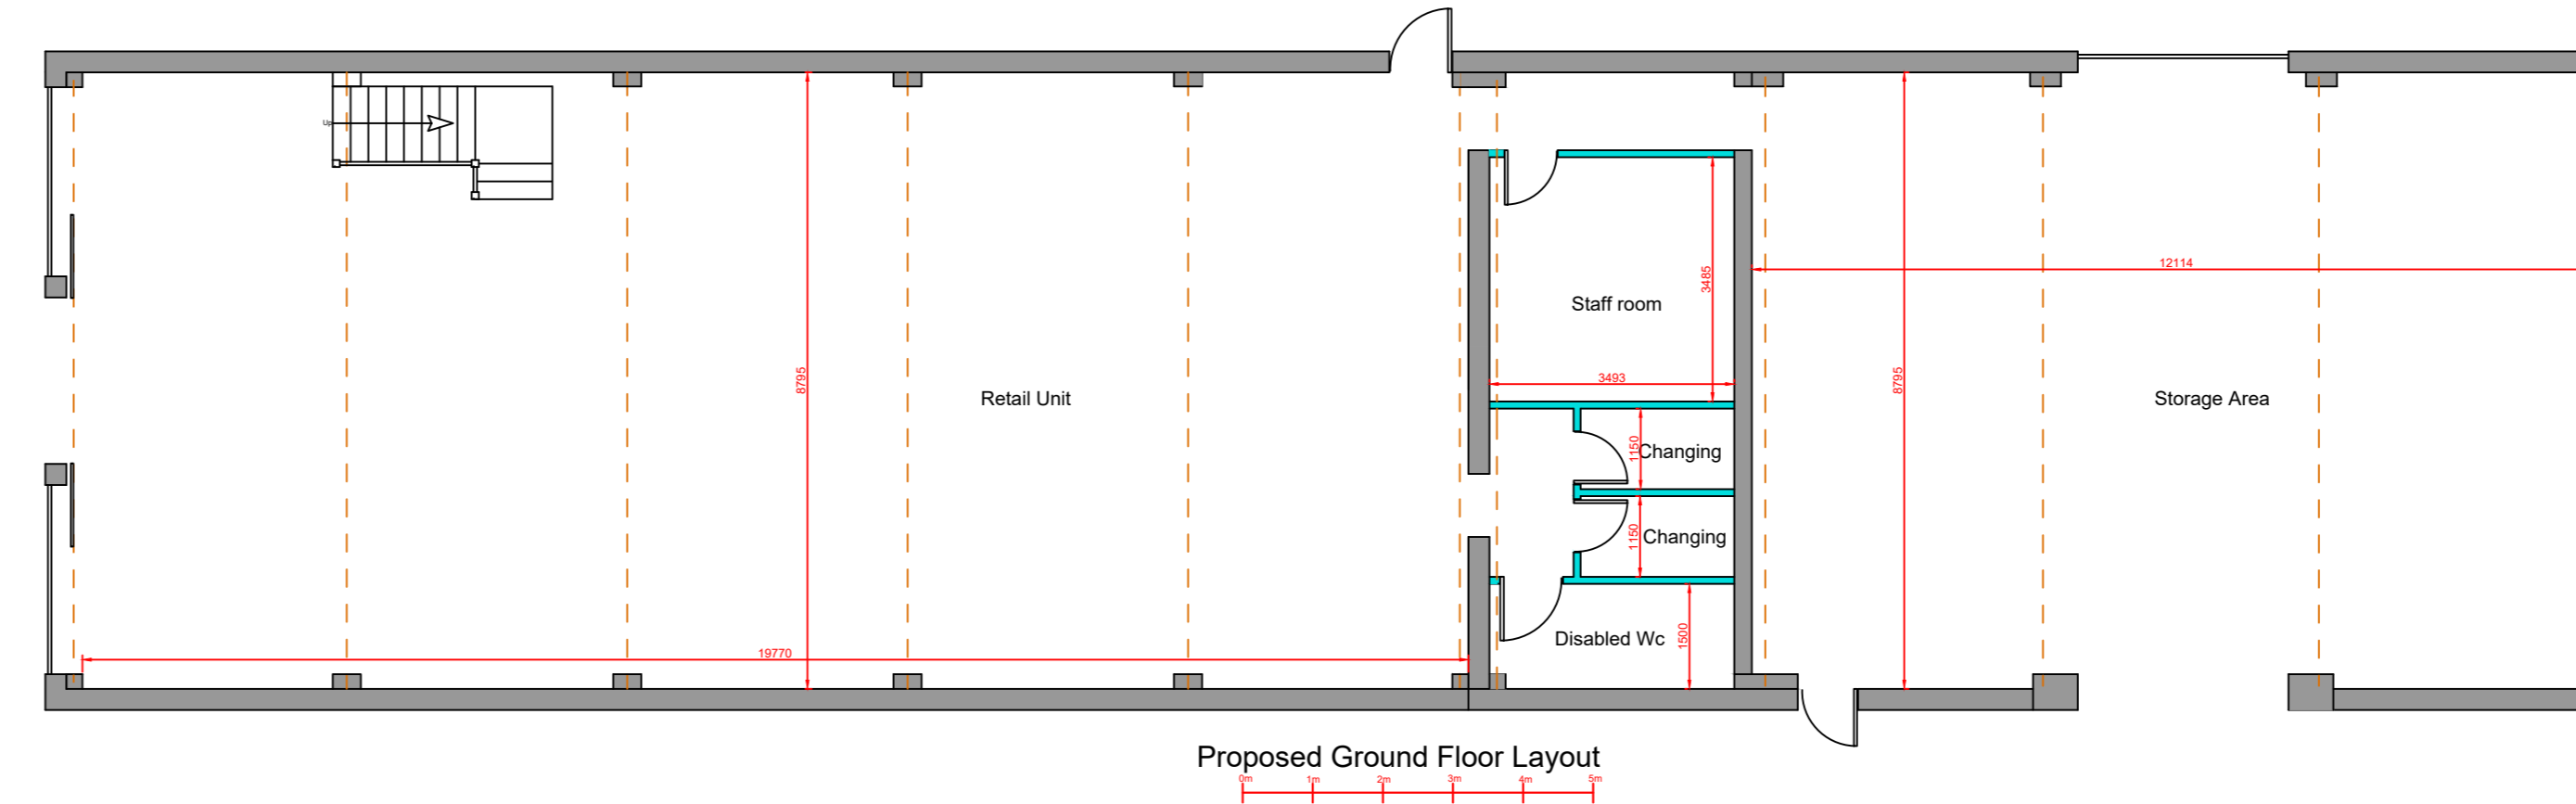 Up
8795
Retail Unit
19770
Staff room
3485
3493
Changing
1150
Changing
1150
Disabled Wc
1500
12114
8795
Storage Area
Proposed Ground Floor Layout
0m 1m 2m 3m 4m 5m